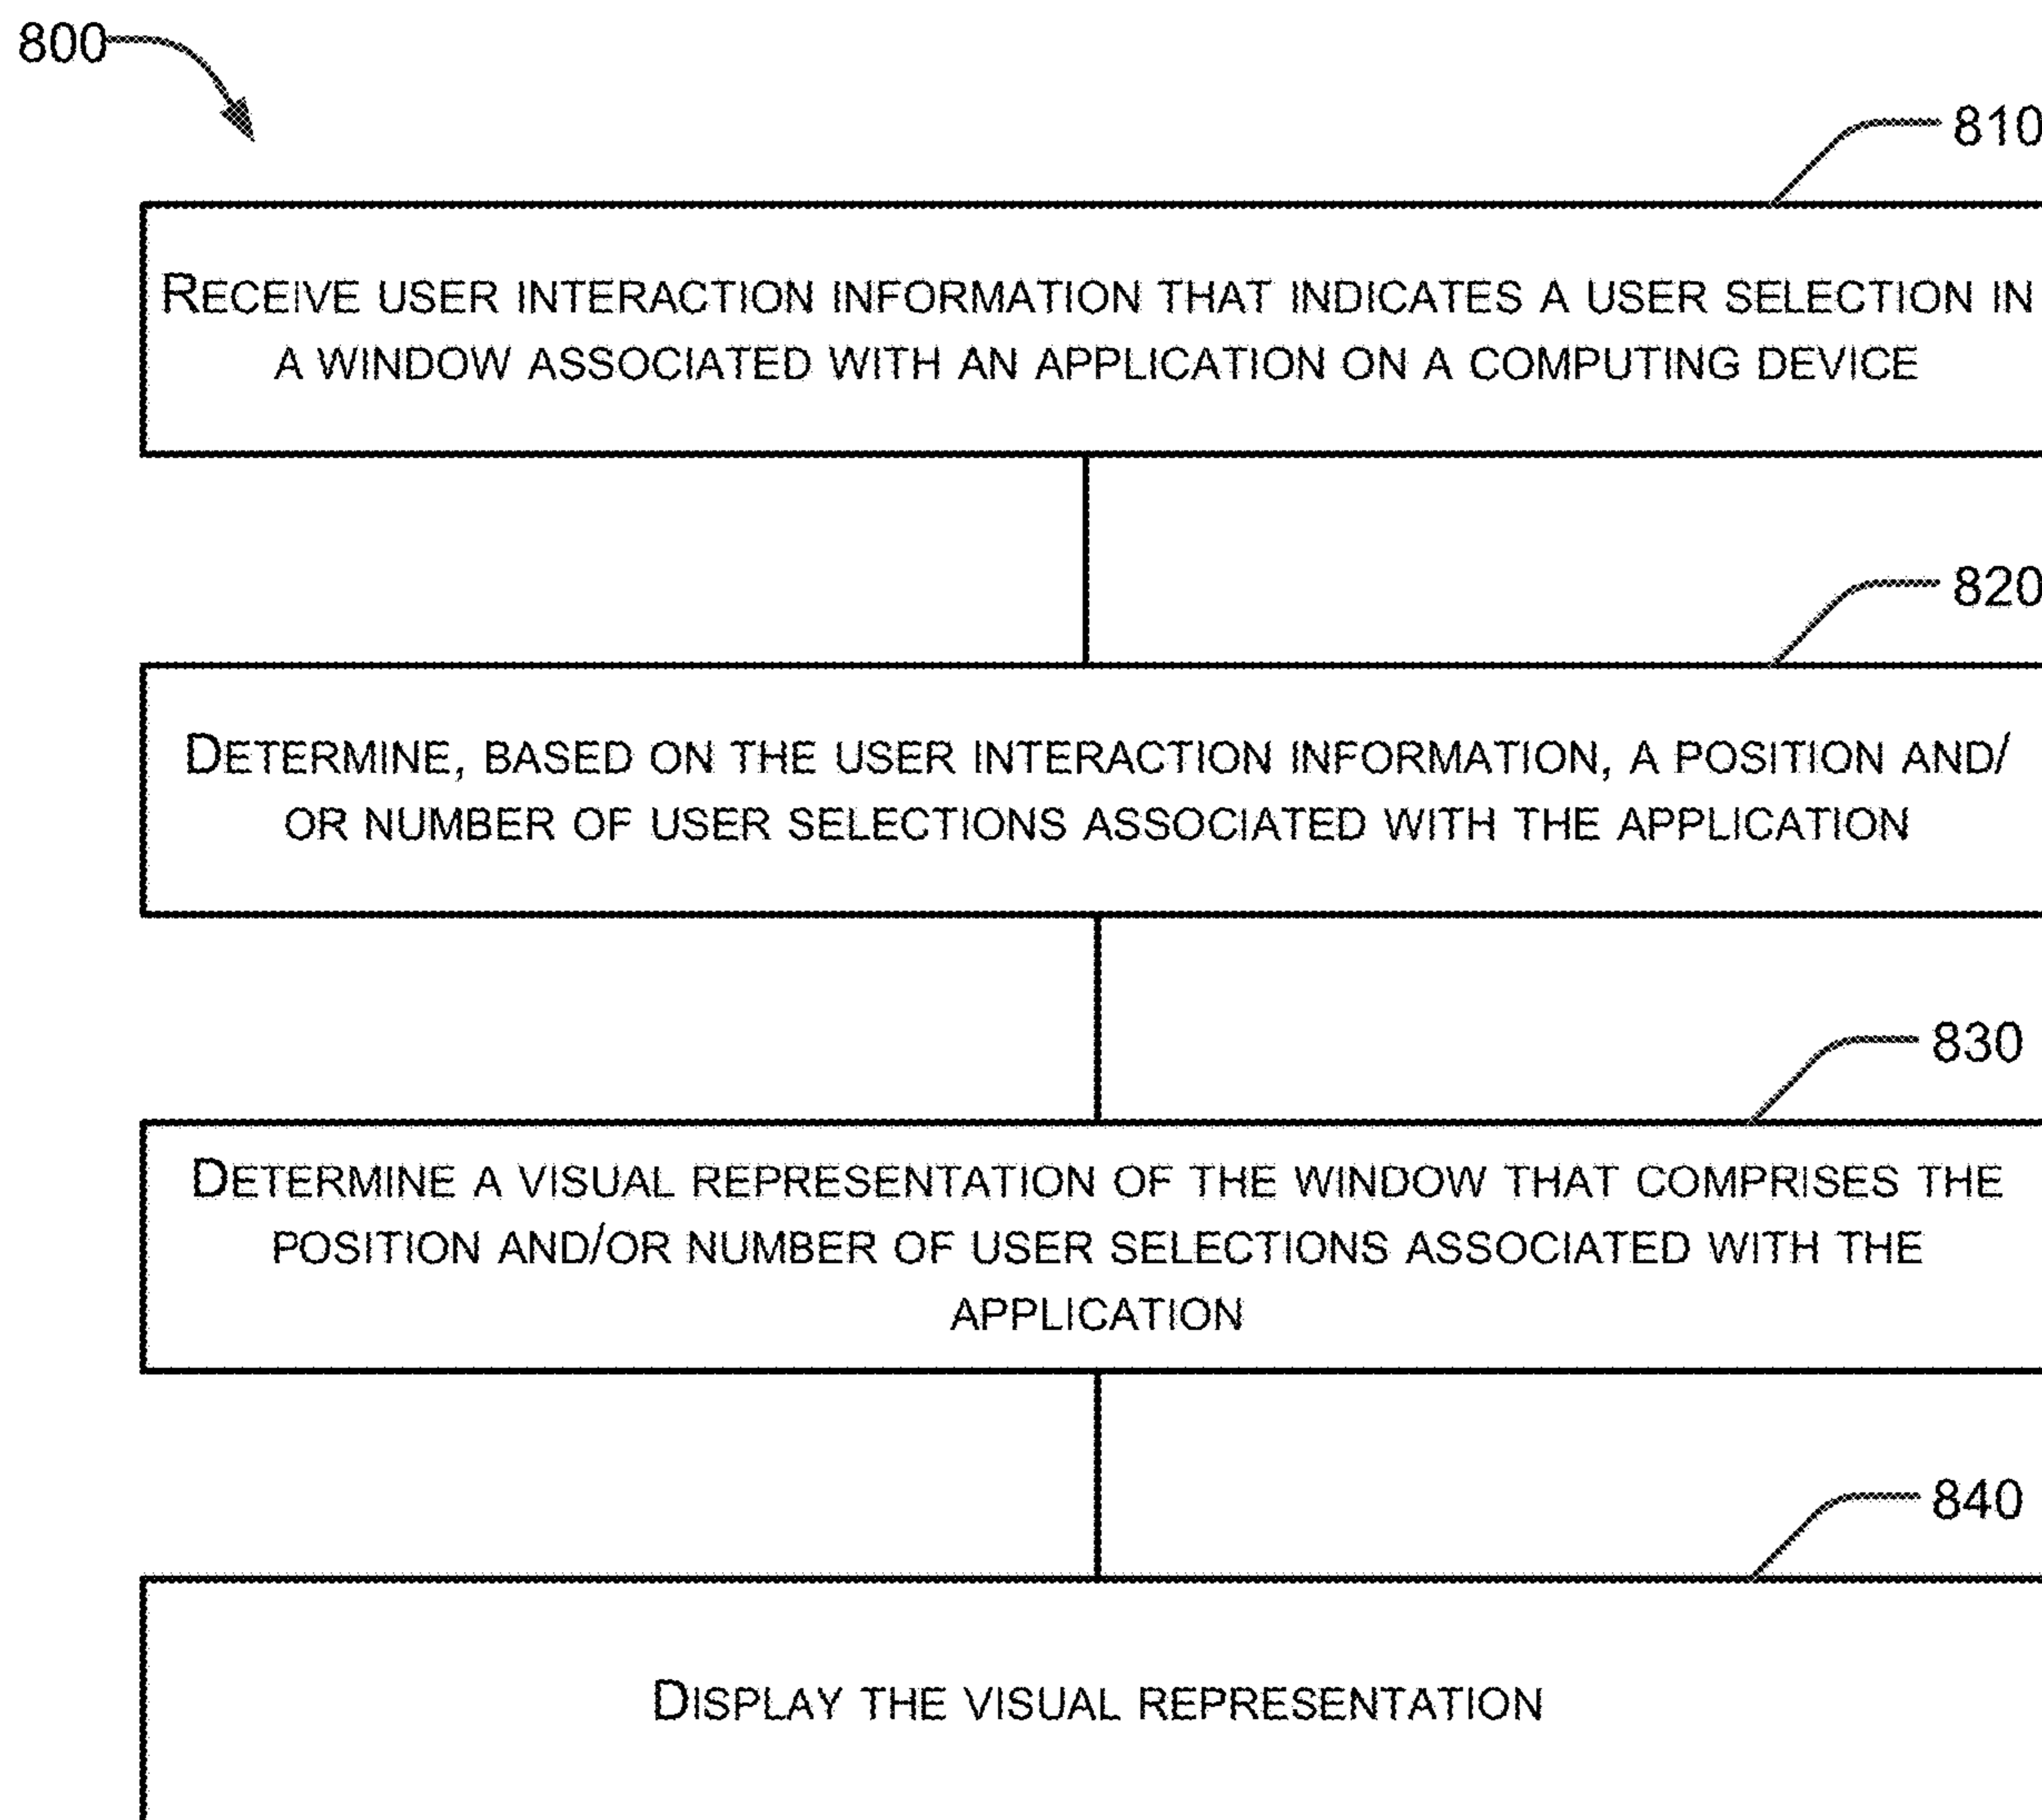 800
810
RECEIVE USER INTERACTION INFORMATION THAT INDICATES A USER SELECTION IN
A WINDOW ASSOCIATED WITH AN APPLICATION ON A COMPUTING DEVICE
820
DETERMINE, BASED ON THE USER INTERACTION INFORMATION, A POSITION AND/
OR NUMBER OF USER SELECTIONS ASSOCIATED WITH THE APPLICATION
830
DETERMINE A VISUAL REPRESENTATION OF THE WINDOW THAT COMPRISES THE
POSITION AND/OR NUMBER OF USER SELECTIONS ASSOCIATED WITH THE
APPLICATION
840
DISPLAY THE VISUAL REPRESENTATION